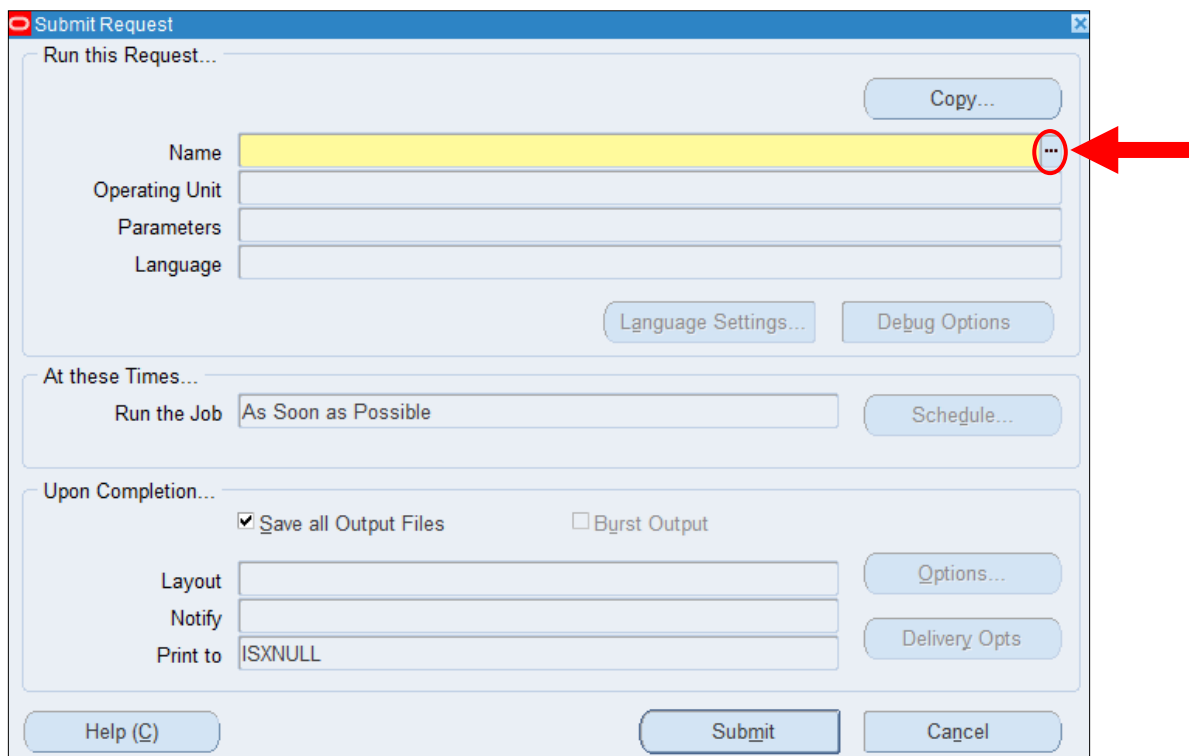 Submit Request
Run this Request...
Copy...
Name ...
Operating Unit
Parameters
Language
Language Settings... Debug Options
At these Times...
Run the Job As Soon as Possible Schedule...
Upon Completion...
Save all Output Files Burst Output
Layout Options...
Notify
Print to ISXNULL Delivery Opts
Help (C) Submit Cancel